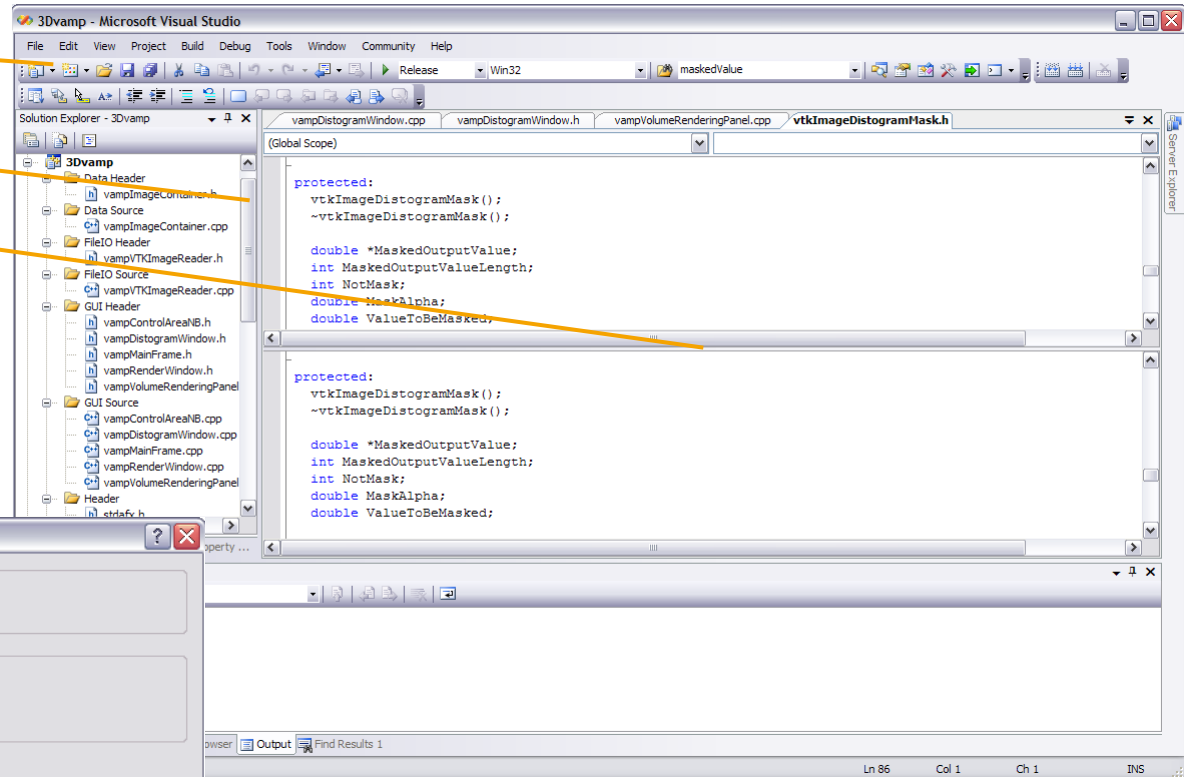 3Dvamp - Microsoft Visual Studio
File Edit View Project Build Debug Tools Window Community Help
Release Win32 maskedValue
Solution Explorer - 3Dvamp
3Dvamp
Data Header
vampImageContainer.h
Data Source
vampImageContainer.cpp
FileIO Header
vampVTKImageReader.h
FileIO Source
vampVTKImageReader.cpp
GUI Header
vampControlAreaNB.h
vampDistogramWindow.h
vampMainFrame.h
vampRenderWindow.h
vampVolumeRenderingPanel
GUI Source
vampControlAreaNB.cpp
vampDistogramWindow.cpp
vampMainFrame.cpp
vampRenderWindow.cpp
vampVolumeRenderingPanel
Header
stdafx.h
operty ...
vampDistogramWindow.cpp vampDistogramWindow.h vampVolumeRenderingPanel.cpp vtkImageDistogramMask.h
(Global Scope)
protected:
vtkImageDistogramMask();
~vtkImageDistogramMask();
double *MaskedOutputValue;
int MaskedOutputValueLength;
int NotMask;
double MaskAlpha;
double ValueToBeMasked;
protected:
vtkImageDistogramMask();
~vtkImageDistogramMask();
double *MaskedOutputValue;
int MaskedOutputValueLength;
int NotMask;
double MaskAlpha;
double ValueToBeMasked;
Server Explorer
owser Output Find Results 1
Ln 86 Col 1 Ch 1 INS